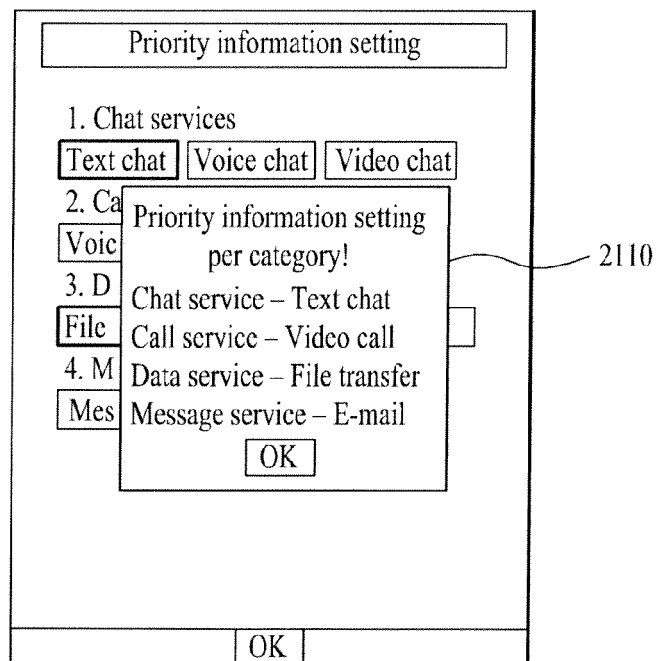 Priority information setting
1. Chat services
Text chat Voice chat Video chat
2. Ca
Voic
3. D
File
4. M
Mes
Priority information setting
per category!
Chat service – Text chat
Call service – Video call
Data service – File transfer
Message service – E-mail
OK
2110
OK